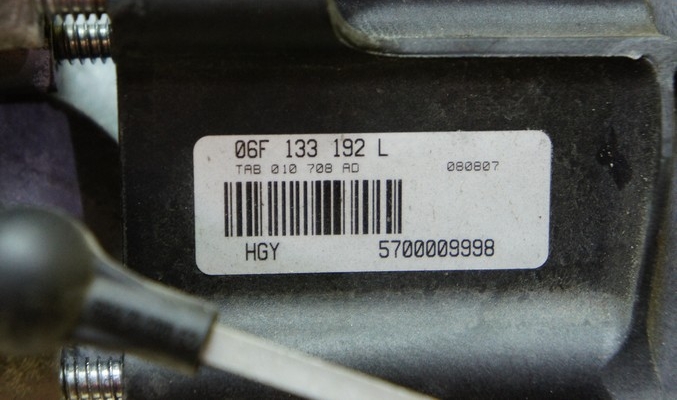 06F 133 192 L
TAB 010 708 AD 080807
HGY 5700009998